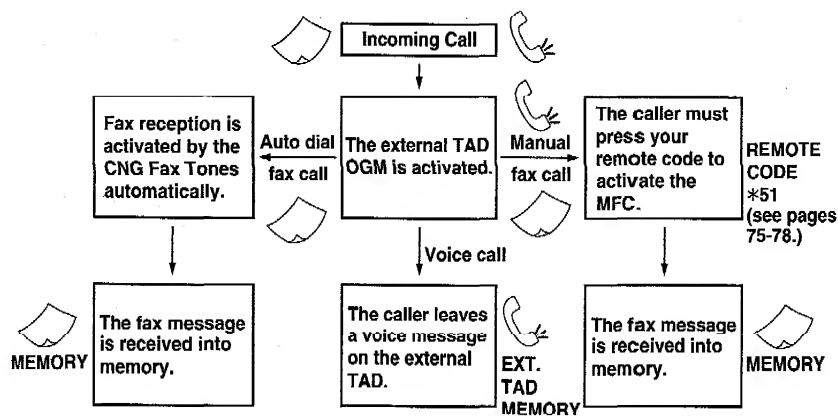 Incoming Call
Fax reception is
activated by the
CNG Fax Tones
automatically.
Auto dial
fax call
The external TAD
OGM is activated.
Manual
fax call
The caller must
press your
remote code to
activate the
MFC.
REMOTE
CODE
*51
(see pages
75-78.)
Voice call
MEMORY
The fax message
is received into
memory.
The caller leaves
a voice message
on the external
TAD.
EXT.
TAD
MEMORY
The fax message
is received into
memory.
MEMORY